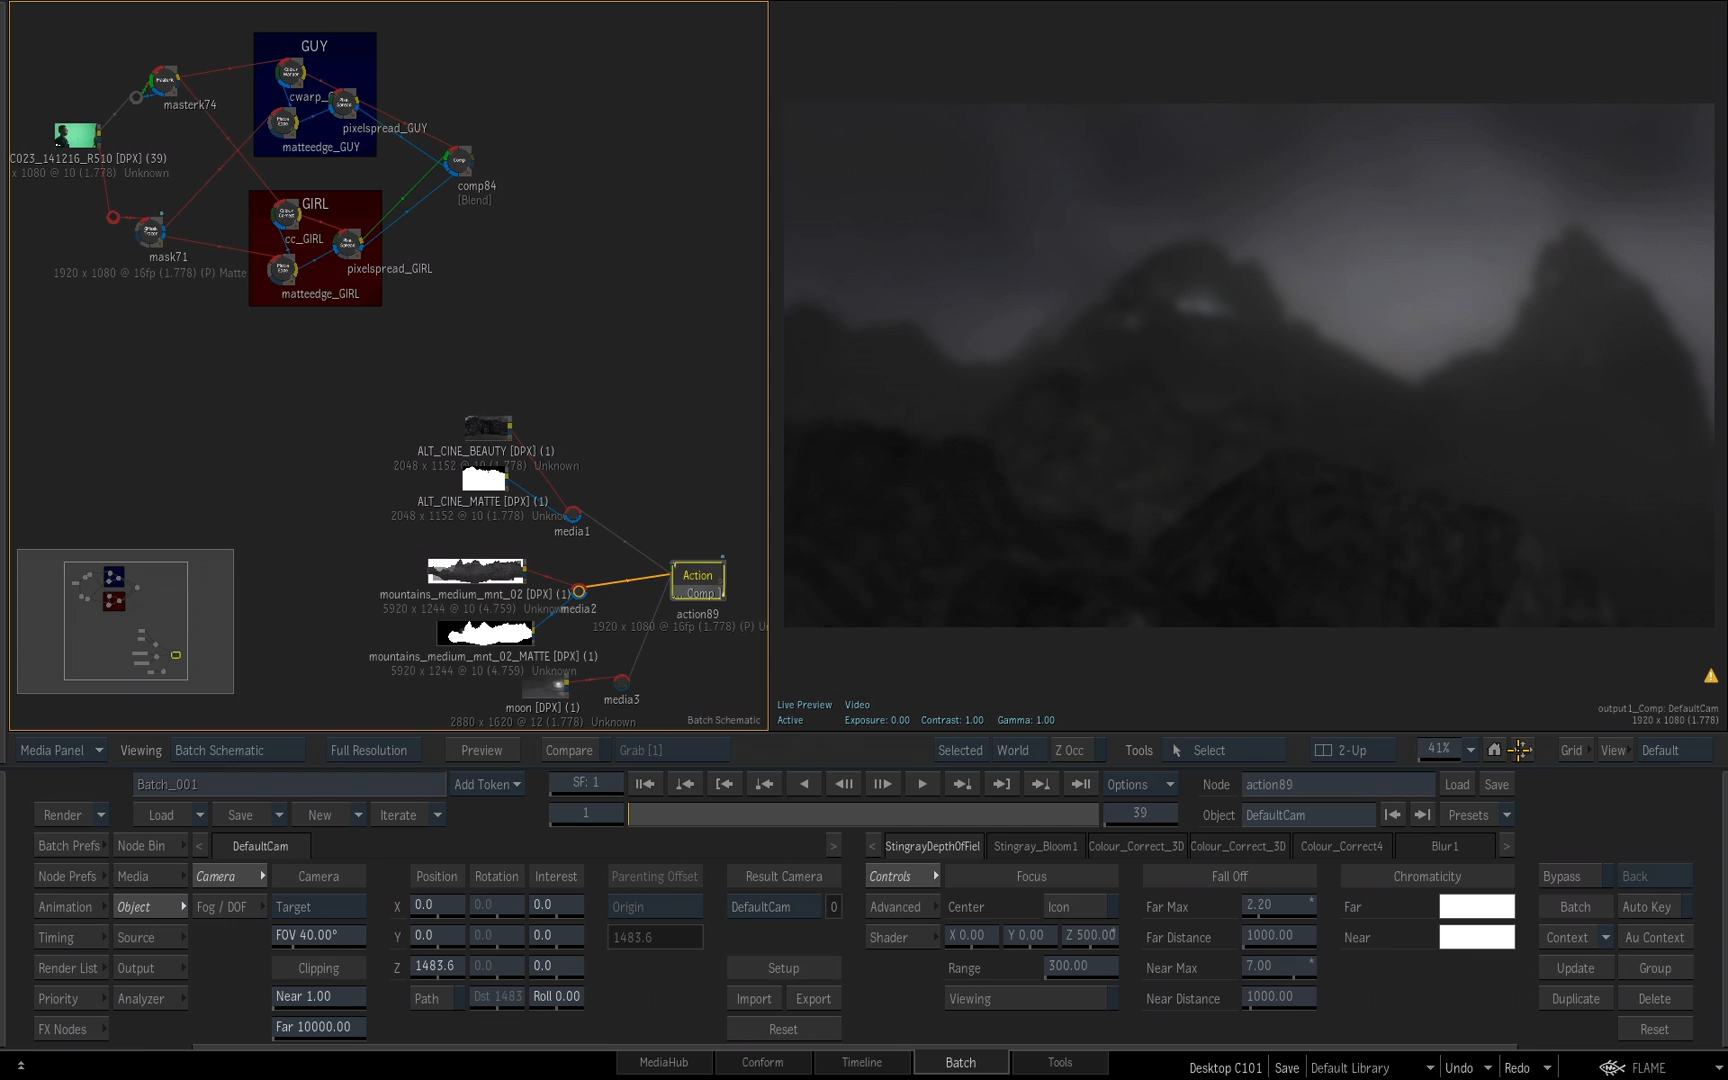 GUY
masterk74
cwarp_G
pixelspread_GUY
matteedge_GUY
C023_141216_R510 [DPX] (39)
x 1080 @ 10 (1.778) Unknown
Comp
comp84
[Blend]
GIRL
cc_GIRL
mask71
pixelspread_GIRL
1920 x 1080 @ 16fp (1.778) (P) Matte
matteedge_GIRL
ALT_CINE_BEAUTY [DPX] (1)
2048 x 1152 @ 10 (1.778) Unknown
ALT_CINE_MATTE [DPX] (1)
2048 x 1152 @ 10 (1.778) Unkno
media1
Action
Comp
mountains_medium_mnt_02 [DPX] (1)
5920 x 1244 @ 10 (4.759) Unknow
media2
action89
1920 x 1080 @ 16fp (1.778) (P) U
mountains_medium_mnt_02_MATTE [DPX] (1)
5920 x 1244 @ 10 (4.759) Unknown
media3
moon [DPX] (1)
2880 x 1620 @ 12 (1.778) Unknown
Batch Schematic
Live Preview Video
Active Exposure: 0.00 Contrast: 1.00 Gamma: 1.00
output1_Comp: DefaultCam
1920 x 1080 (1.778)
Media Panel Viewing Batch Schematic Full Resolution Preview Compare Grab [1] Selected World Z Occ Tools Select 2-Up 41% Grid View Default
Batch_001 Add Token SF: 1 Options Node action89 Load Save
Render Load Save New Iterate 1 39 Object DefaultCam Presets
Batch Prefs Node Bin < DefaultCam > < StingrayDepthOfFiel Stingray_Bloom1 Colour_Correct_3D Colour_Correct_3D Colour_Correct4 Blur1 >
Node Prefs Media Camera Camera Position Rotation Interest Parenting Offset Result Camera Controls Focus Fall Off Chromaticity Bypass Back
Animation Object Fog / DOF Target X 0.0 0.0 0.0 Origin DefaultCam 0 Advanced Center Icon Far Max 2.20 Far Batch Auto Key
Timing Source FOV 40.00° Y 0.0 0.0 0.0 1483.6 Shader X 0.00 Y 0.00 Z 500.00 Far Distance 1000.00 Near Context Au Context
Render List Output Clipping Z 1483.6 0.0 0.0 Setup Range 300.00 Near Max 7.00 Update Group
Priority Analyzer Near 1.00 Path Dst 1483 Roll 0.00 Import Export Viewing Near Distance 1000.00 Duplicate Delete
FX Nodes Far 10000.00 Reset Reset
MediaHub Conform Timeline Batch Tools Desktop C101 Save Default Library Undo Redo FLAME